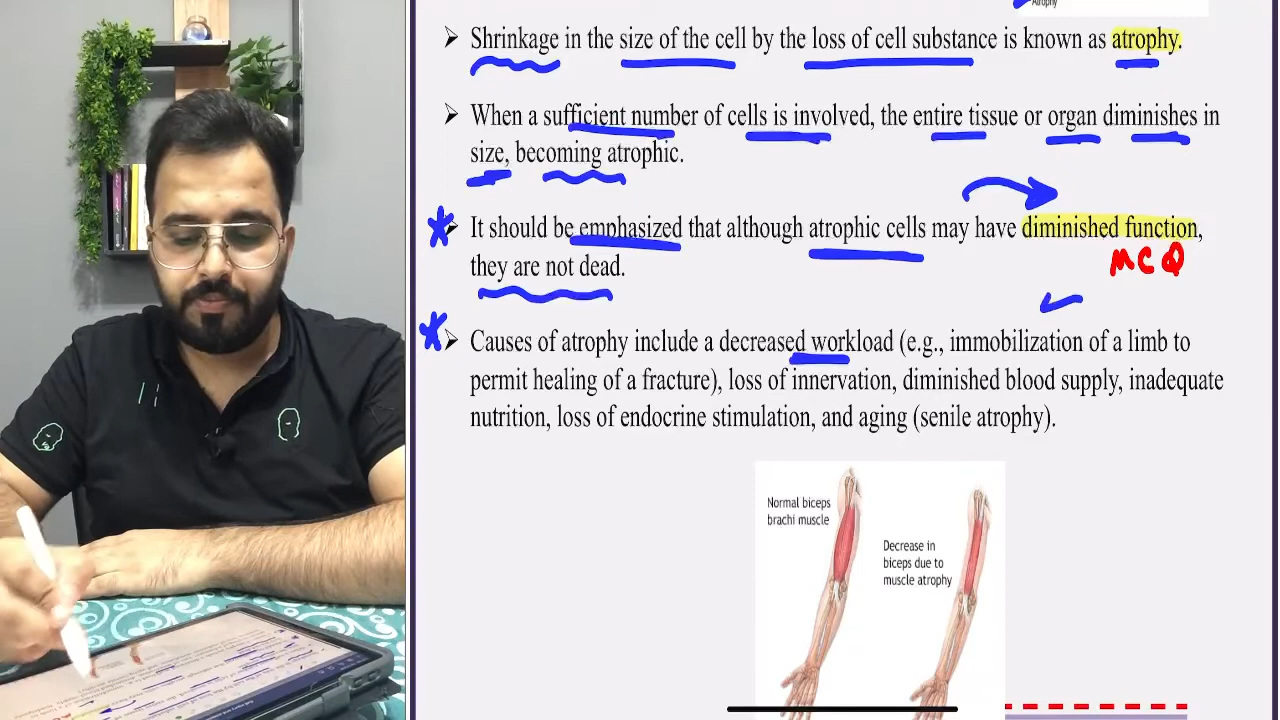 Atrophy
➢ Shrinkage in the size of the cell by the loss of cell substance is known as atrophy.
➢ When a sufficient number of cells is involved, the entire tissue or organ diminishes in
size, becoming atrophic.
➢ It should be emphasized that although atrophic cells may have diminished function,
they are not dead.
MCQ
➢ Causes of atrophy include a decreased workload (e.g., immobilization of a limb to
permit healing of a fracture), loss of innervation, diminished blood supply, inadequate
nutrition, loss of endocrine stimulation, and aging (senile atrophy).
Normal biceps
brachi muscle
Decrease in
biceps due to
muscle atrophy